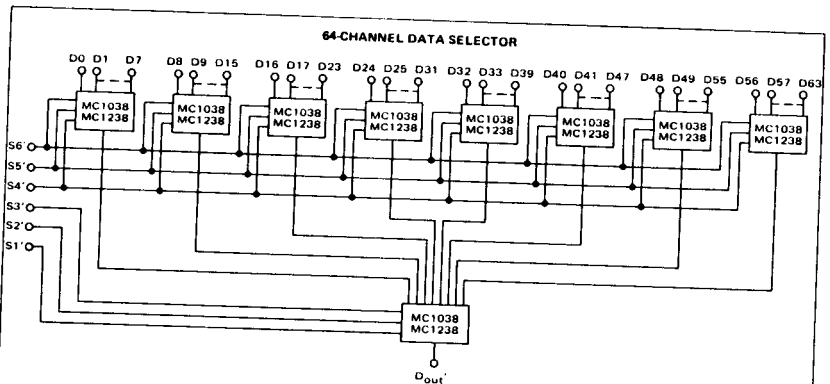 64-CHANNEL DATA SELECTOR
D0 D1 D7 D8 D9 D15 D16 D17 D23 D24 D25 D31 D32 D33 D39 D40 D41 D47 D48 D49 D55 D56 D57 D63
MC1038 MC1038 MC1038 MC1038 MC1038 MC1038 MC1038 MC1038
MC1238 MC1238 MC1238 MC1238 MC1238 MC1238 MC1238 MC1238
S6'
S5'
S4'
S3'
S2'
S1'
MC1038
MC1238
Dout'